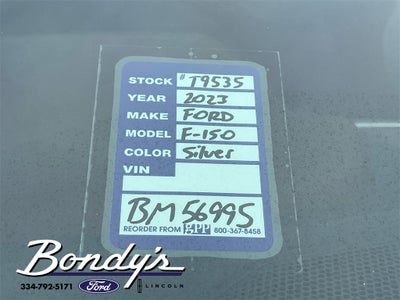 STOCK # T9535
YEAR 2023
MAKE FORD
MODEL F-150
COLOR Silver
VIN
BM56995
REORDER FROM gpp 800-367-8458
Bondy's
334-792-5171 Ford LINCOLN